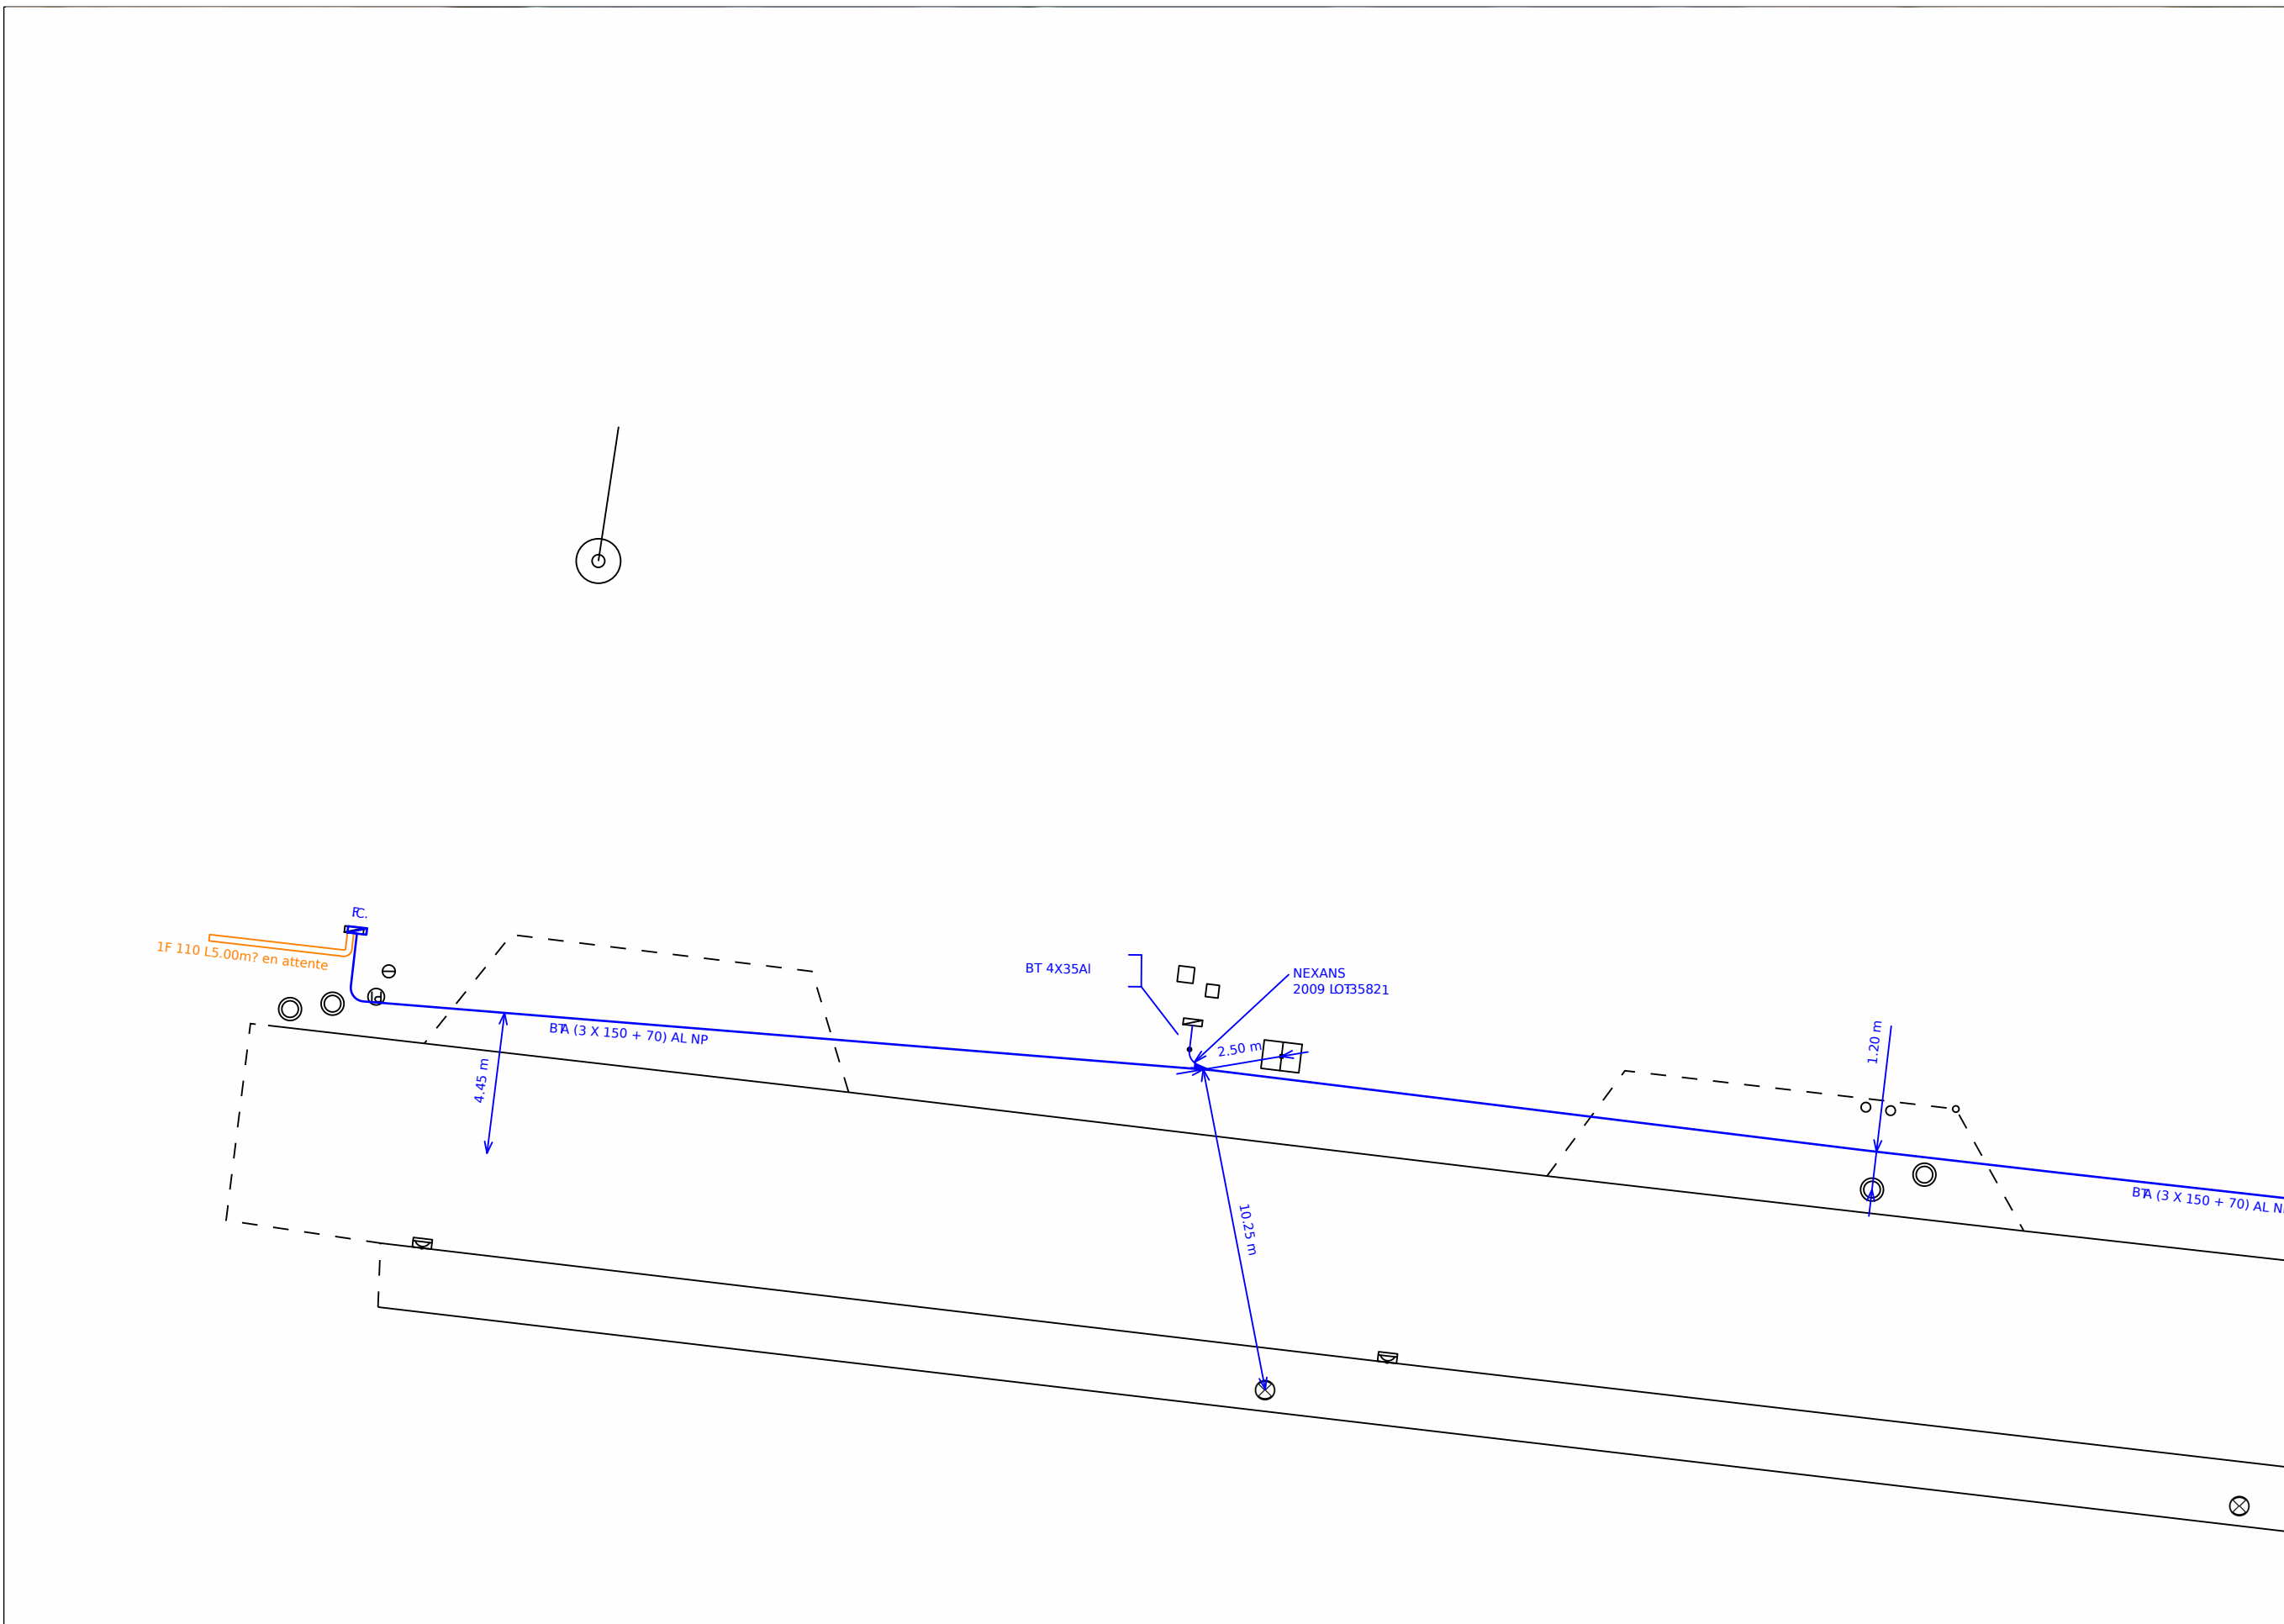 R.C.
1F 110 L5.00m? en attente
BTA (3 X 150 + 70) AL NP
4.45 m
BT 4X35Al
NEXANS
2009 LOT35821
2.50 m
10.25 m
1.20 m
BTA (3 X 150 + 70) AL N